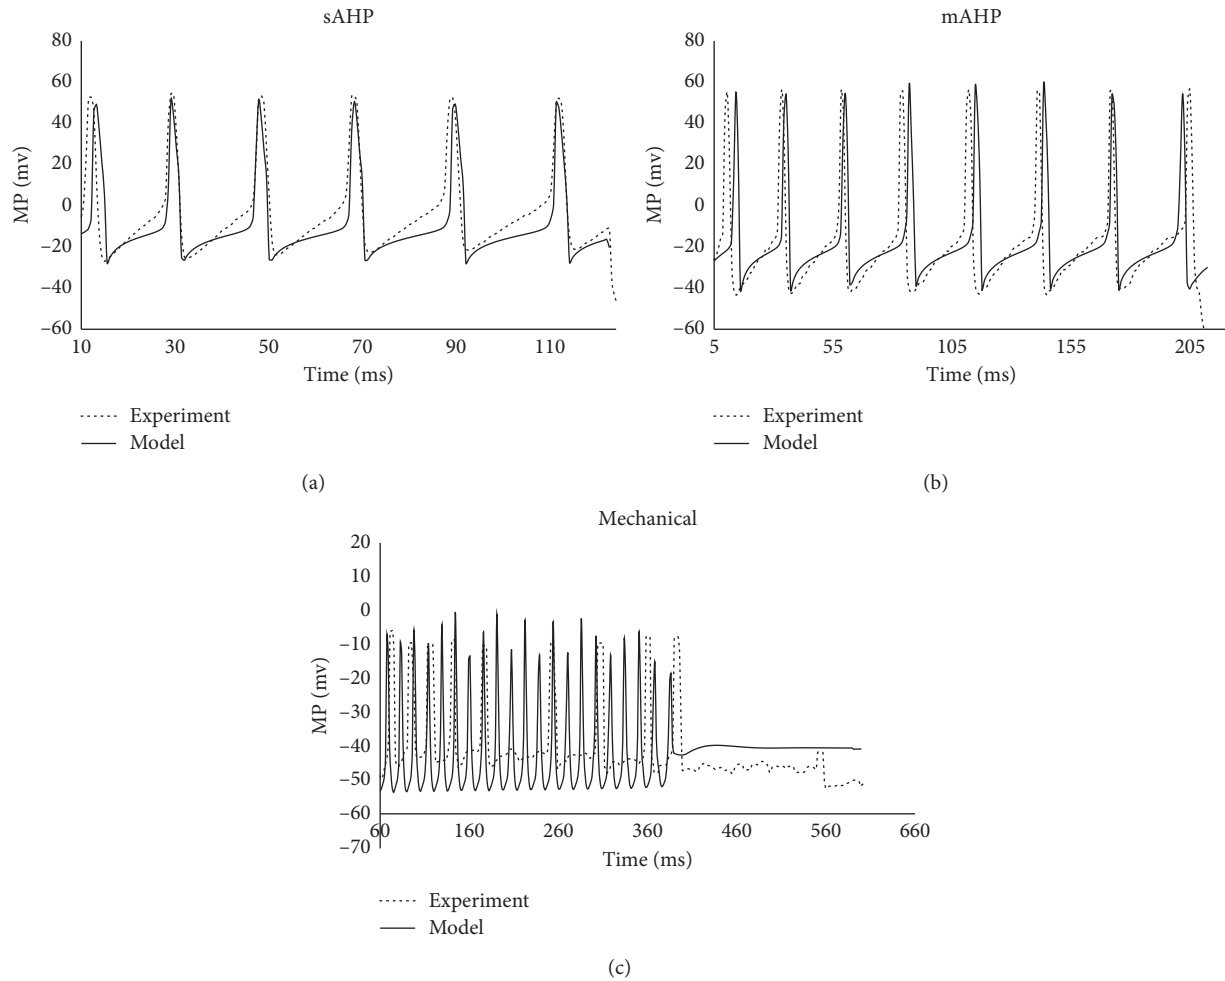 sAHP
80
60
40
20
0
–20
–40
–60
MP (mv)
10 30 50 70 90 110
Time (ms)
Experiment
Model
(a)
mAHP
80
60
40
20
0
–20
–40
–60
MP (mv)
5 55 105 155 205
Time (ms)
Experiment
Model
(b)
Mechanical
20
10
0
–10
–20
–30
–40
–50
–60
–70
MP (mv)
60 160 260 360 460 560 660
Time (ms)
Experiment
Model
(c)